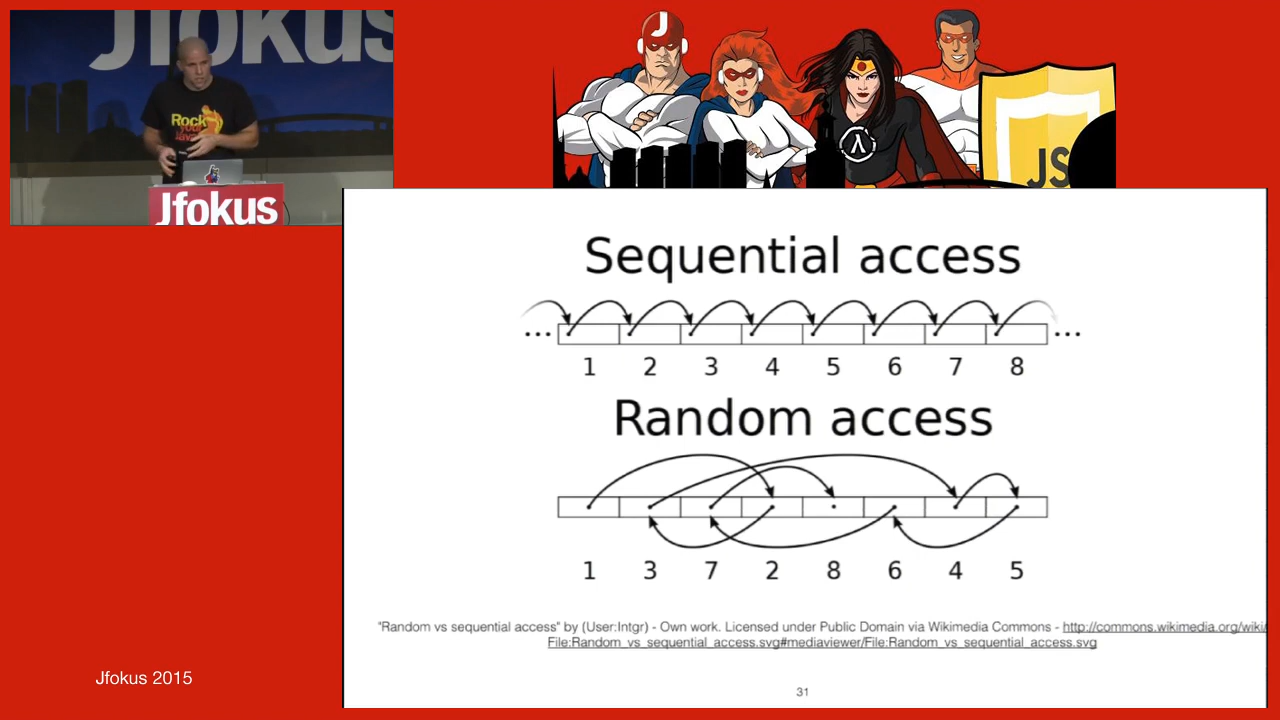 Jfokus
Rock
Jfokus
J
λ
JS
Sequential access
... ...
1 2 3 4 5 6 7 8
Random access
1 3 7 2 8 6 4 5
"Random vs sequential access" by (User:Intgr) - Own work. Licensed under Public Domain via Wikimedia Commons - http://commons.wikimedia.org/wiki/
File:Random_vs_sequential_access.svg#mediaviewer/File:Random_vs_sequential_access.svg
31
Jfokus 2015